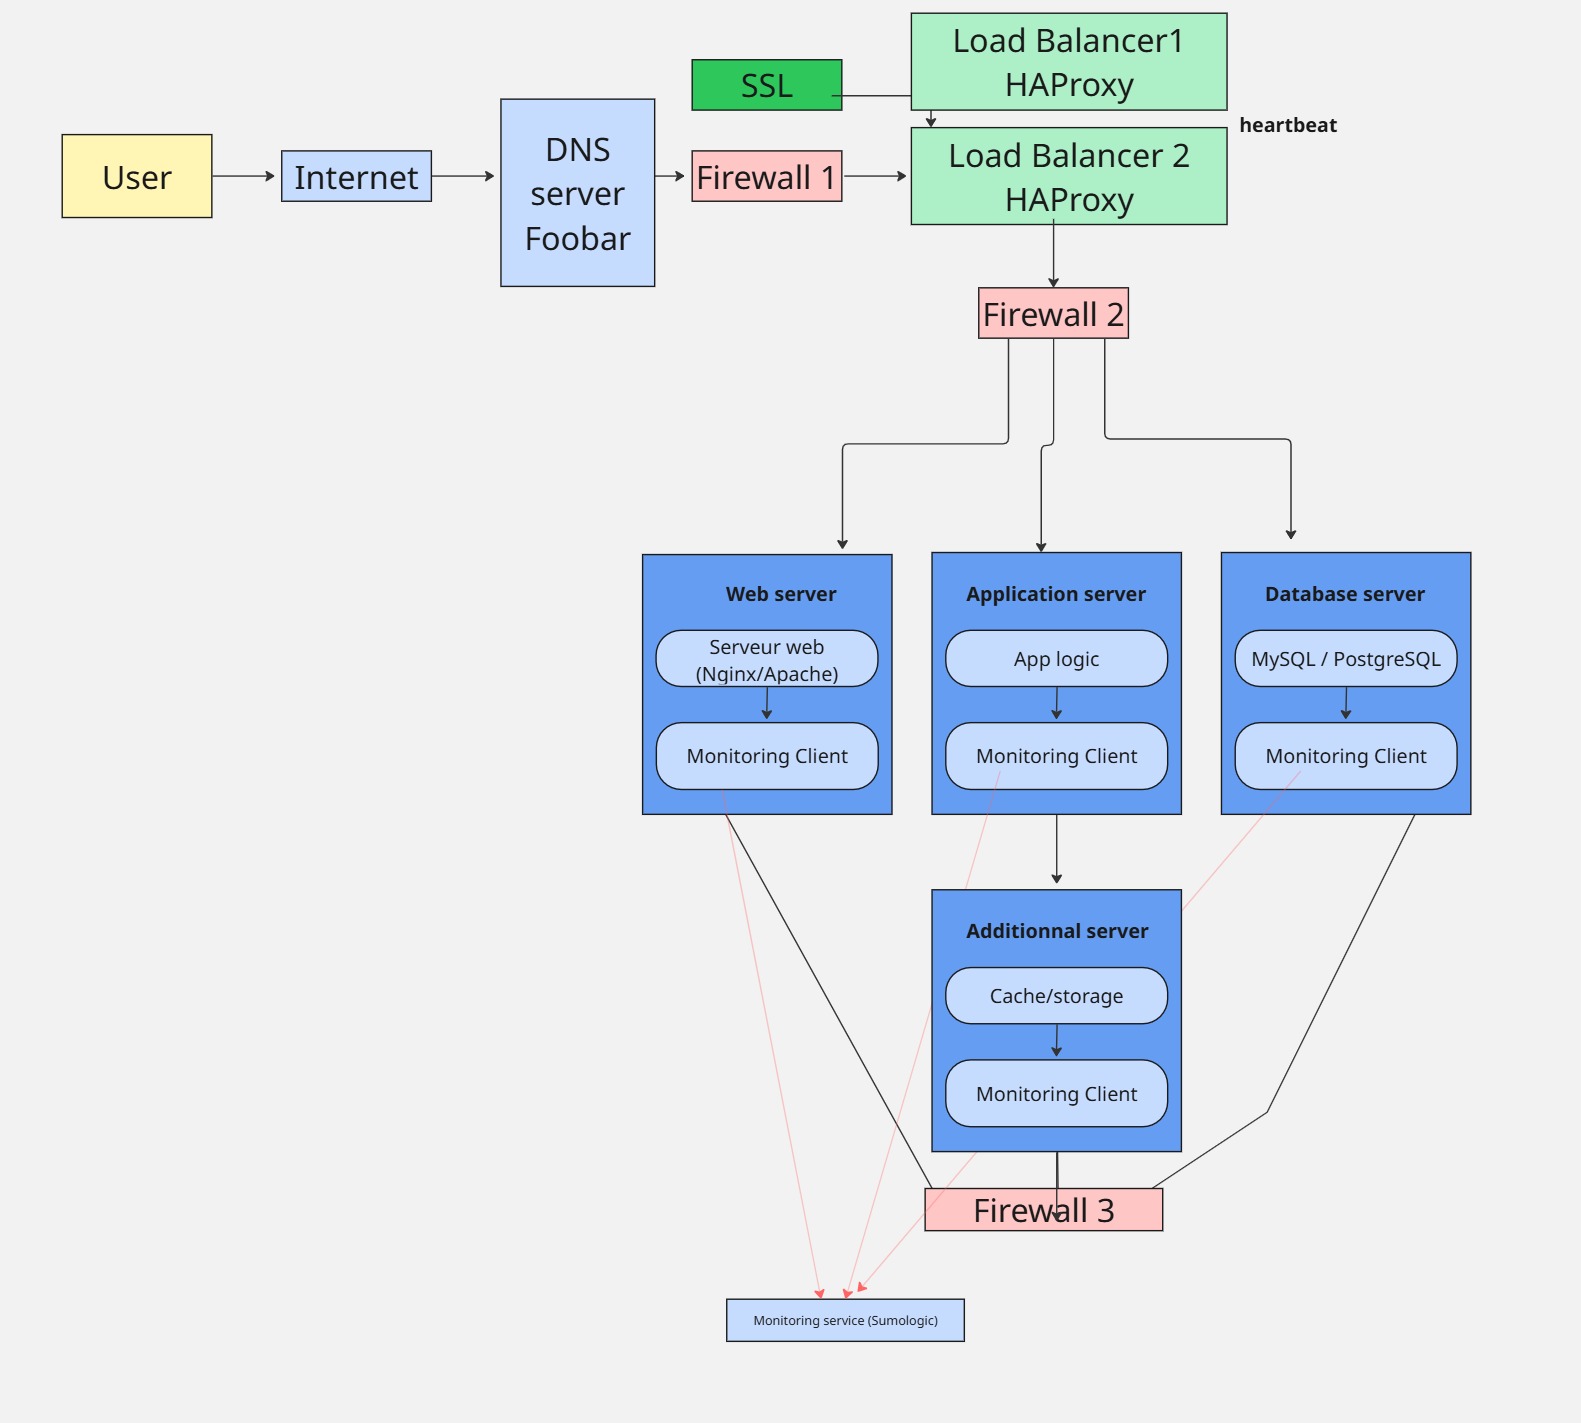 Load Balancer1
HAProxy
SSL
heartbeat
User
Internet
DNS
server
Foobar
Firewall 1
Load Balancer 2
HAProxy
Firewall 2
Web server
Serveur web
(Nginx/Apache)
Monitoring Client
Application server
App logic
Monitoring Client
Database server
MySQL / PostgreSQL
Monitoring Client
Additionnal server
Cache/storage
Monitoring Client
Firewall 3
Monitoring service (Sumologic)